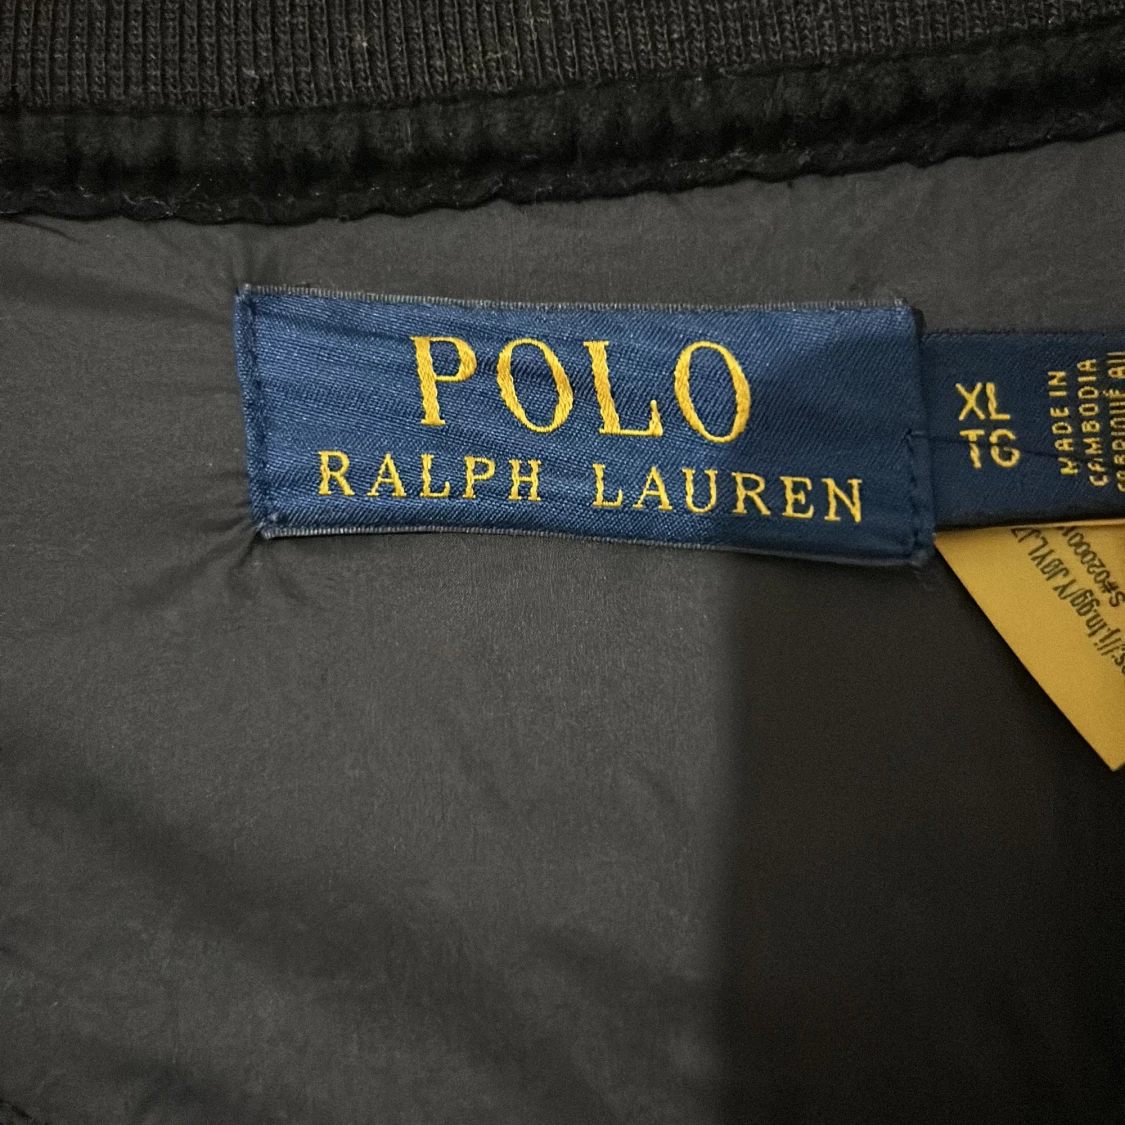 POLO
RALPH LAUREN
XL
TG
MADE IN
CAMBODIA